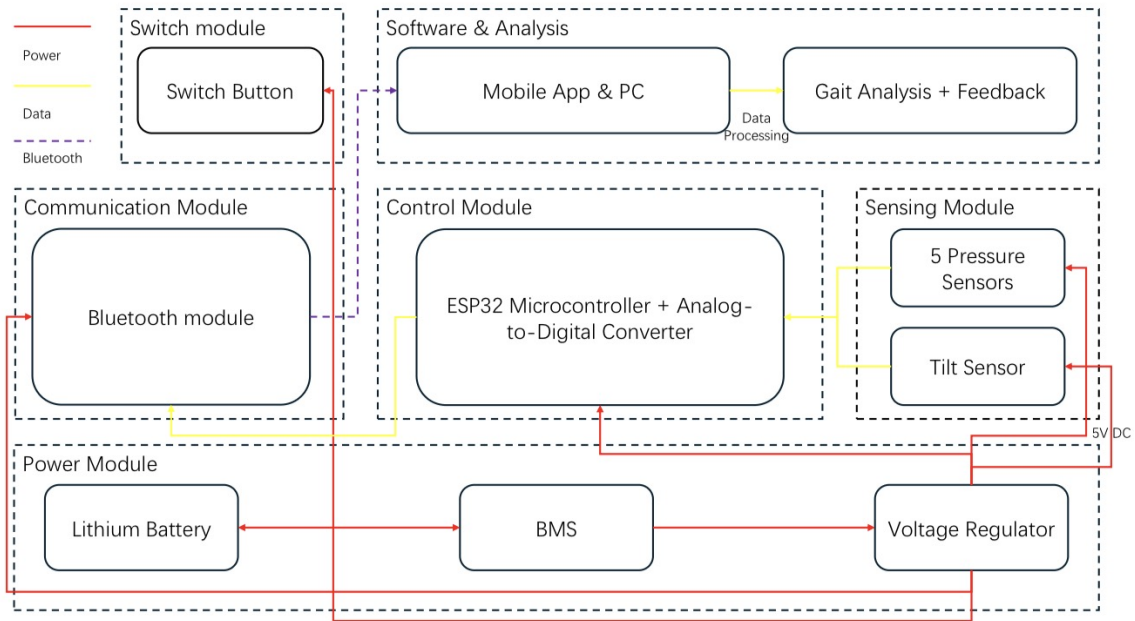 Power
Data
Bluetooth
Switch module
Switch Button
Software & Analysis
Mobile App & PC
Data
Processing
Gait Analysis + Feedback
Communication Module
Bluetooth module
Control Module
ESP32 Microcontroller + Analog-
to-Digital Converter
Sensing Module
5 Pressure
Sensors
Tilt Sensor
5V DC
Power Module
Lithium Battery
BMS
Voltage Regulator